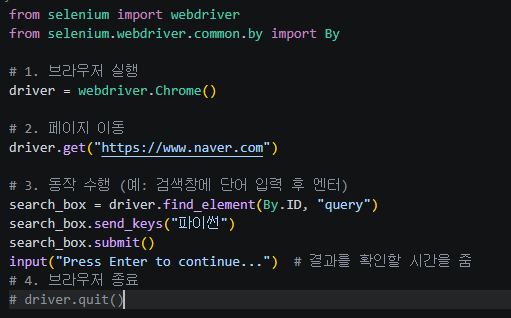 from selenium import webdriver
from selenium.webdriver.common.by import By
# 1. 브라우저 실행
driver = webdriver.Chrome()
# 2. 페이지 이동
driver.get("https://www.naver.com")
# 3. 동작 수행 (예: 검색창에 단어 입력 후 엔터)
search_box = driver.find_element(By.ID, "query")
search_box.send_keys("파이썬")
search_box.submit()
input("Press Enter to continue...")  # 결과를 확인할 시간을 줌
# 4. 브라우저 종료
# driver.quit()